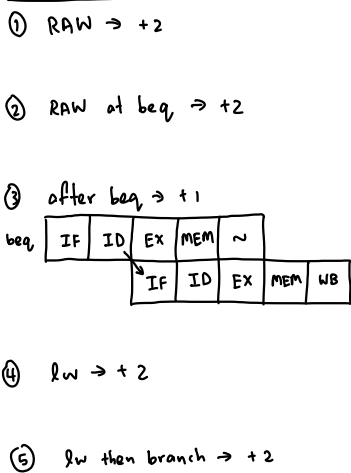 ① RAW → +2
② RAW at beq → +2
③ after beq → +1
beq IF ID EX MEM ~
IF ID EX MEM WB
④ lw → +2
⑤ lw then branch → +2